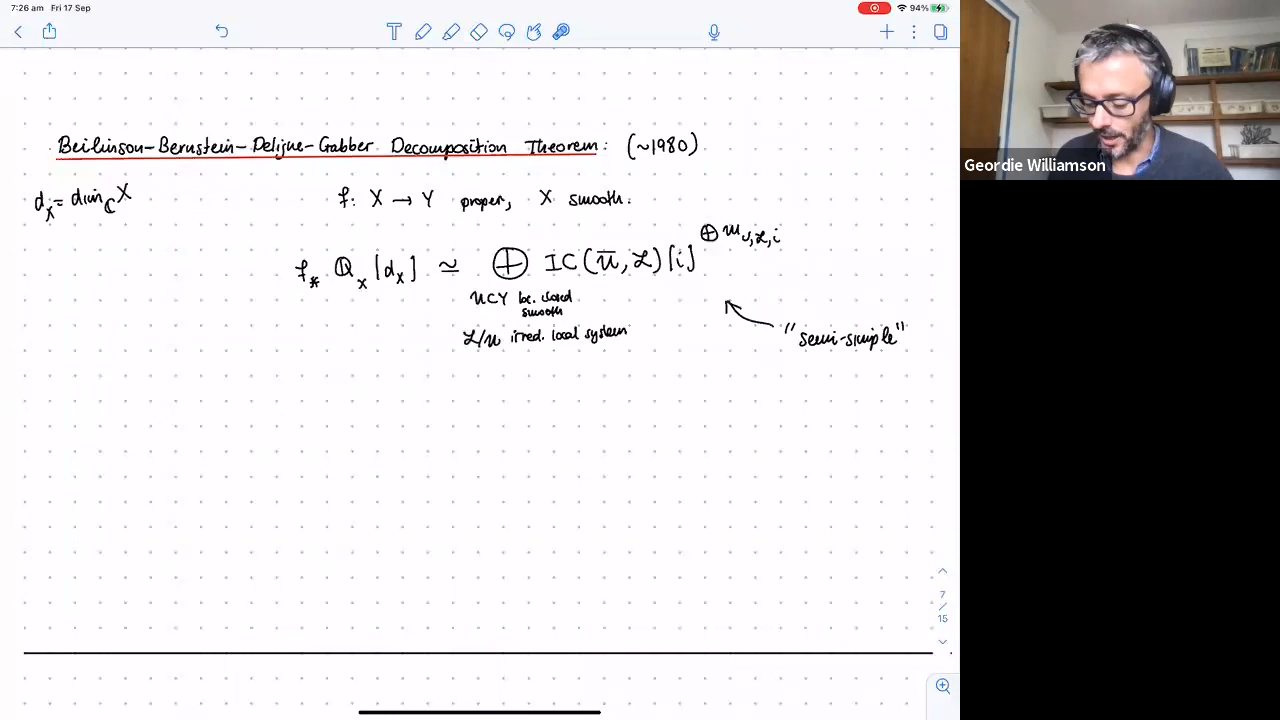 7:26 am Fri 17 Sep
94%
Beilinson-Bernstein-Deligne-Gabber Decomposition Theorem: (~1980)
d_X = dim_ℂ X
f: X → Y proper, X smooth.
f_* ℚ_X [d_X] ≃ ⊕ IC(Ū, ℒ)[i]^{⊕ m_{U,ℒ,i}}
U ⊂ Y loc. closed
smooth
ℒ/U irred. local system
"semi-simple"
7
/
15
Geordie Williamson